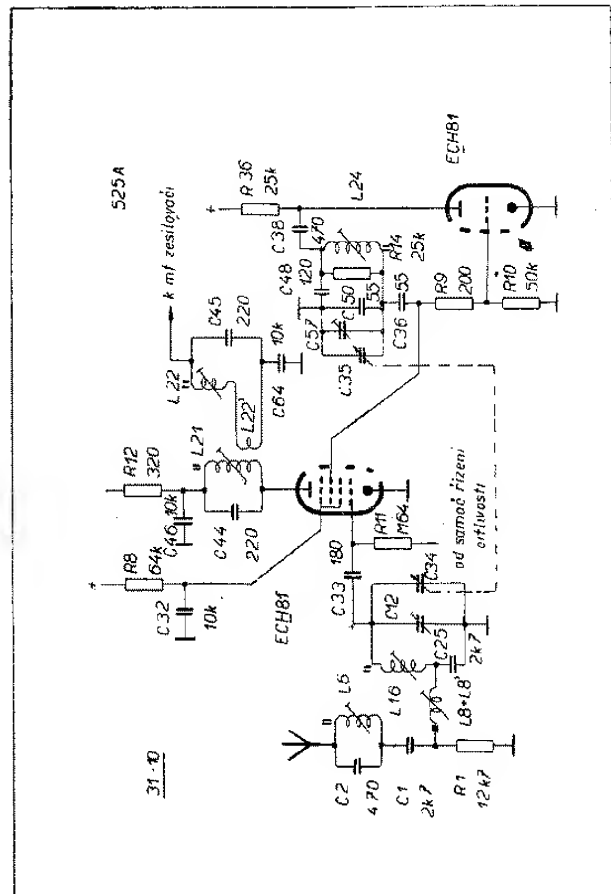 525A
31-10
k mf zesilovači
R 36
25k
L24
ECH81
C38
470
C48
120
R14
25k
C57
C50
55
C36
55
C35
R9
200
R10
50k
C45
220
L22
L22'
C64
10k
R12
320
L21
C46
10k
C44
220
R8
64k
C32
10k
ECH81
180
C33
R11
M64
od samoč řízení
citlivosti
C34
C12
C25
2k7
L16
L8+L8'
L5
C2
470
C1
2k7
R1
12k7